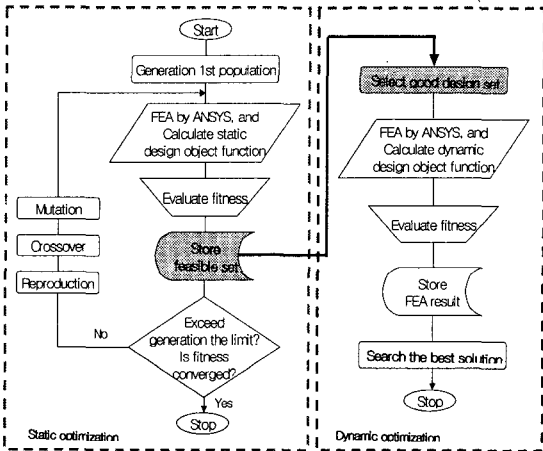 Start
Generation 1st population
FEA by ANSYS, and
Calculate static
design object function
Evaluate fitness
Store
feasible set
Exceed
generation the limit?
Is fitness
converged?
No
Yes
Stop
Mutation
Crossover
Reproduction
Static optimization
Select good design set
FEA by ANSYS, and
Calculate dynamic
design object function
Evaluate fitness
Store
FEA result
Search the best solution
Stop
Dynamic optimization